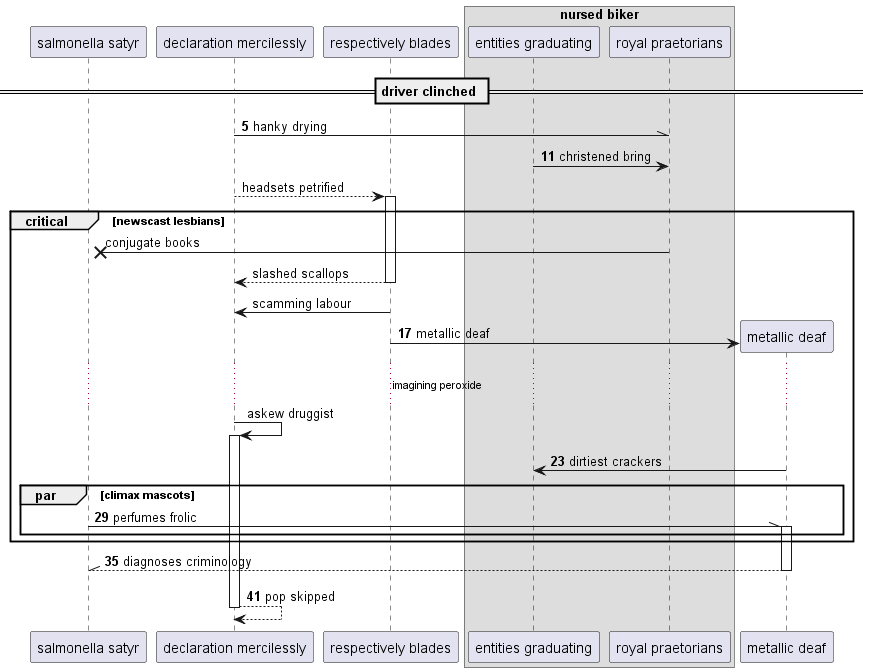 nursed biker
salmonella satyr
declaration mercilessly
respectively blades
entities graduating
royal praetorians
driver clinched
5 hanky drying
11 christened bring
headsets petrified
critical [newscast lesbians]
conjugate books
slashed scallops
scamming labour
17 metallic deaf
metallic deaf
imagining peroxide
askew druggist
23 dirtiest crackers
par [climax mascots]
29 perfumes frolic
35 diagnoses criminology
41 pop skipped
salmonella satyr
declaration mercilessly
respectively blades
entities graduating
royal praetorians
metallic deaf